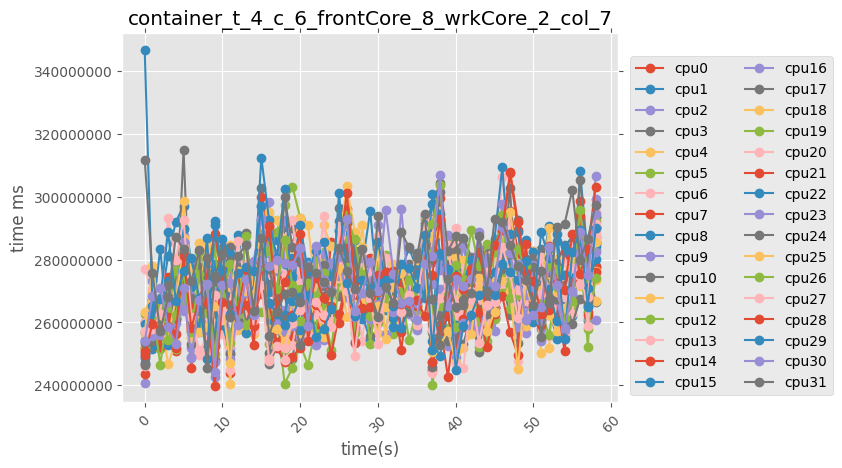 container_t_4_c_6_frontCore_8_wrkCore_2_col_7
time ms
340000000
320000000
300000000
280000000
260000000
240000000
0 10 20 30 40 50 60
time(s)
cpu0 cpu16
cpu1 cpu17
cpu2 cpu18
cpu3 cpu19
cpu4 cpu20
cpu5 cpu21
cpu6 cpu22
cpu7 cpu23
cpu8 cpu24
cpu9 cpu25
cpu10 cpu26
cpu11 cpu27
cpu12 cpu28
cpu13 cpu29
cpu14 cpu30
cpu15 cpu31